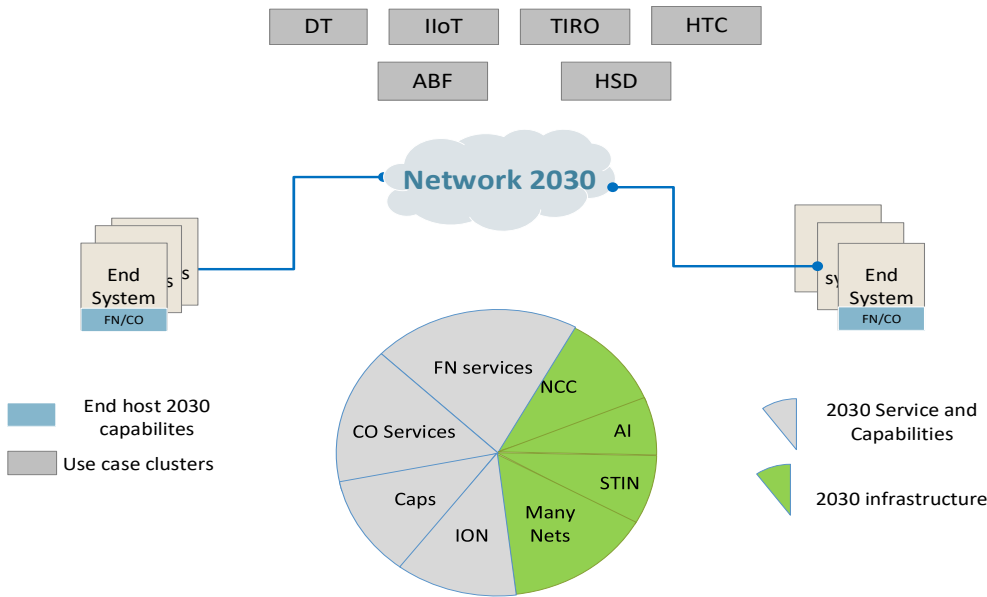 DT
IIoT
TIRO
HTC
ABF
HSD
Network 2030
End
System
FN/CO
s
s
End
System
FN/CO
sy
FN services
NCC
CO Services
AI
STIN
Caps
Many
Nets
ION
End host 2030
capabilites
Use case clusters
2030 Service and
Capabilities
2030 infrastructure